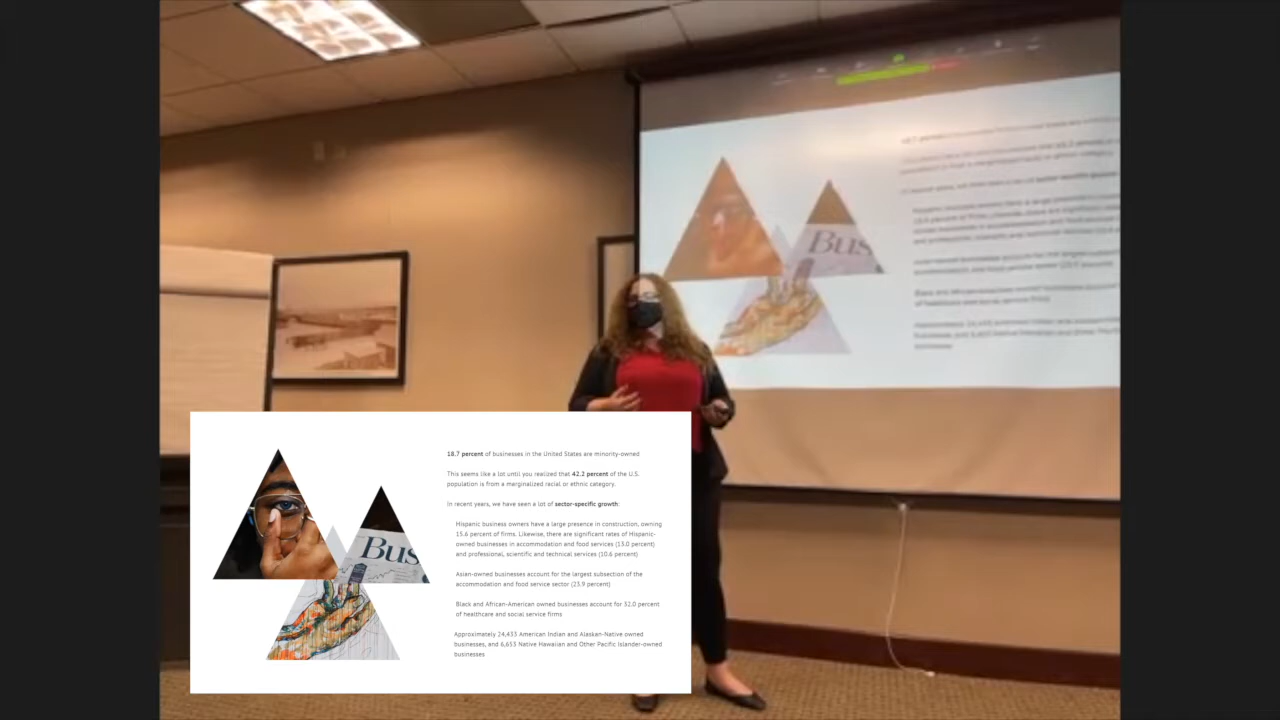 18.7 percent of businesses in the United States are minority-owned
This seems like a lot until you realized that 42.2 percent of the U.S.
population is from a marginalized racial or ethnic category.
In recent years, we have seen a lot of sector-specific growth:
Hispanic business owners have a large presence in construction, owning
15.6 percent of firms. Likewise, there are significant rates of Hispanic-
owned businesses in accommodation and food services (13.0 percent)
and professional, scientific and technical services (10.6 percent)
Asian-owned businesses account for the largest subsection of the
accommodation and food service sector (23.9 percent)
Black and African-American owned businesses account for 32.0 percent
of healthcare and social service firms
Approximately 24,433 American Indian and Alaskan-Native owned
businesses, and 6,653 Native Hawaiian and Other Pacific Islander-owned
businesses
Bus
Bus